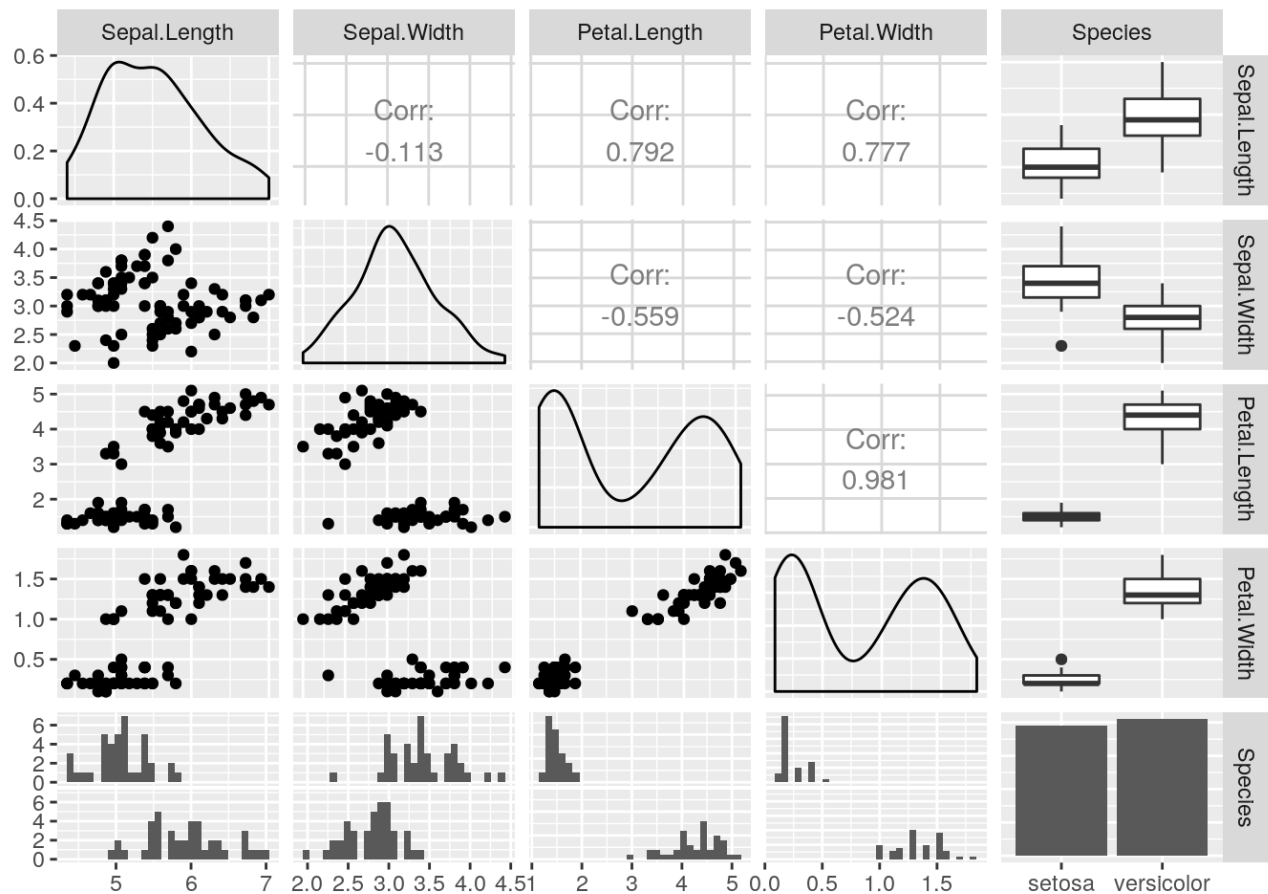 Sepal.Length Sepal.Width Petal.Length Petal.Width Species
0.6
0.4
0.2
0.0
Corr:
-0.113
Corr:
0.792
Corr:
0.777
Sepal.Length
4.5
4.0
3.5
3.0
2.5
2.0
Corr:
-0.559
Corr:
-0.524
Sepal.Width
5
4
3
2
Corr:
0.981
Petal.Length
1.5
1.0
0.5
Petal.Width
6
4
2
0
6
4
2
0
Species
5 6 7
2.0 2.5 3.0 3.5 4.0 4.5
1 2 3 4 5
0.0 0.5 1.0 1.5
setosa versicolor